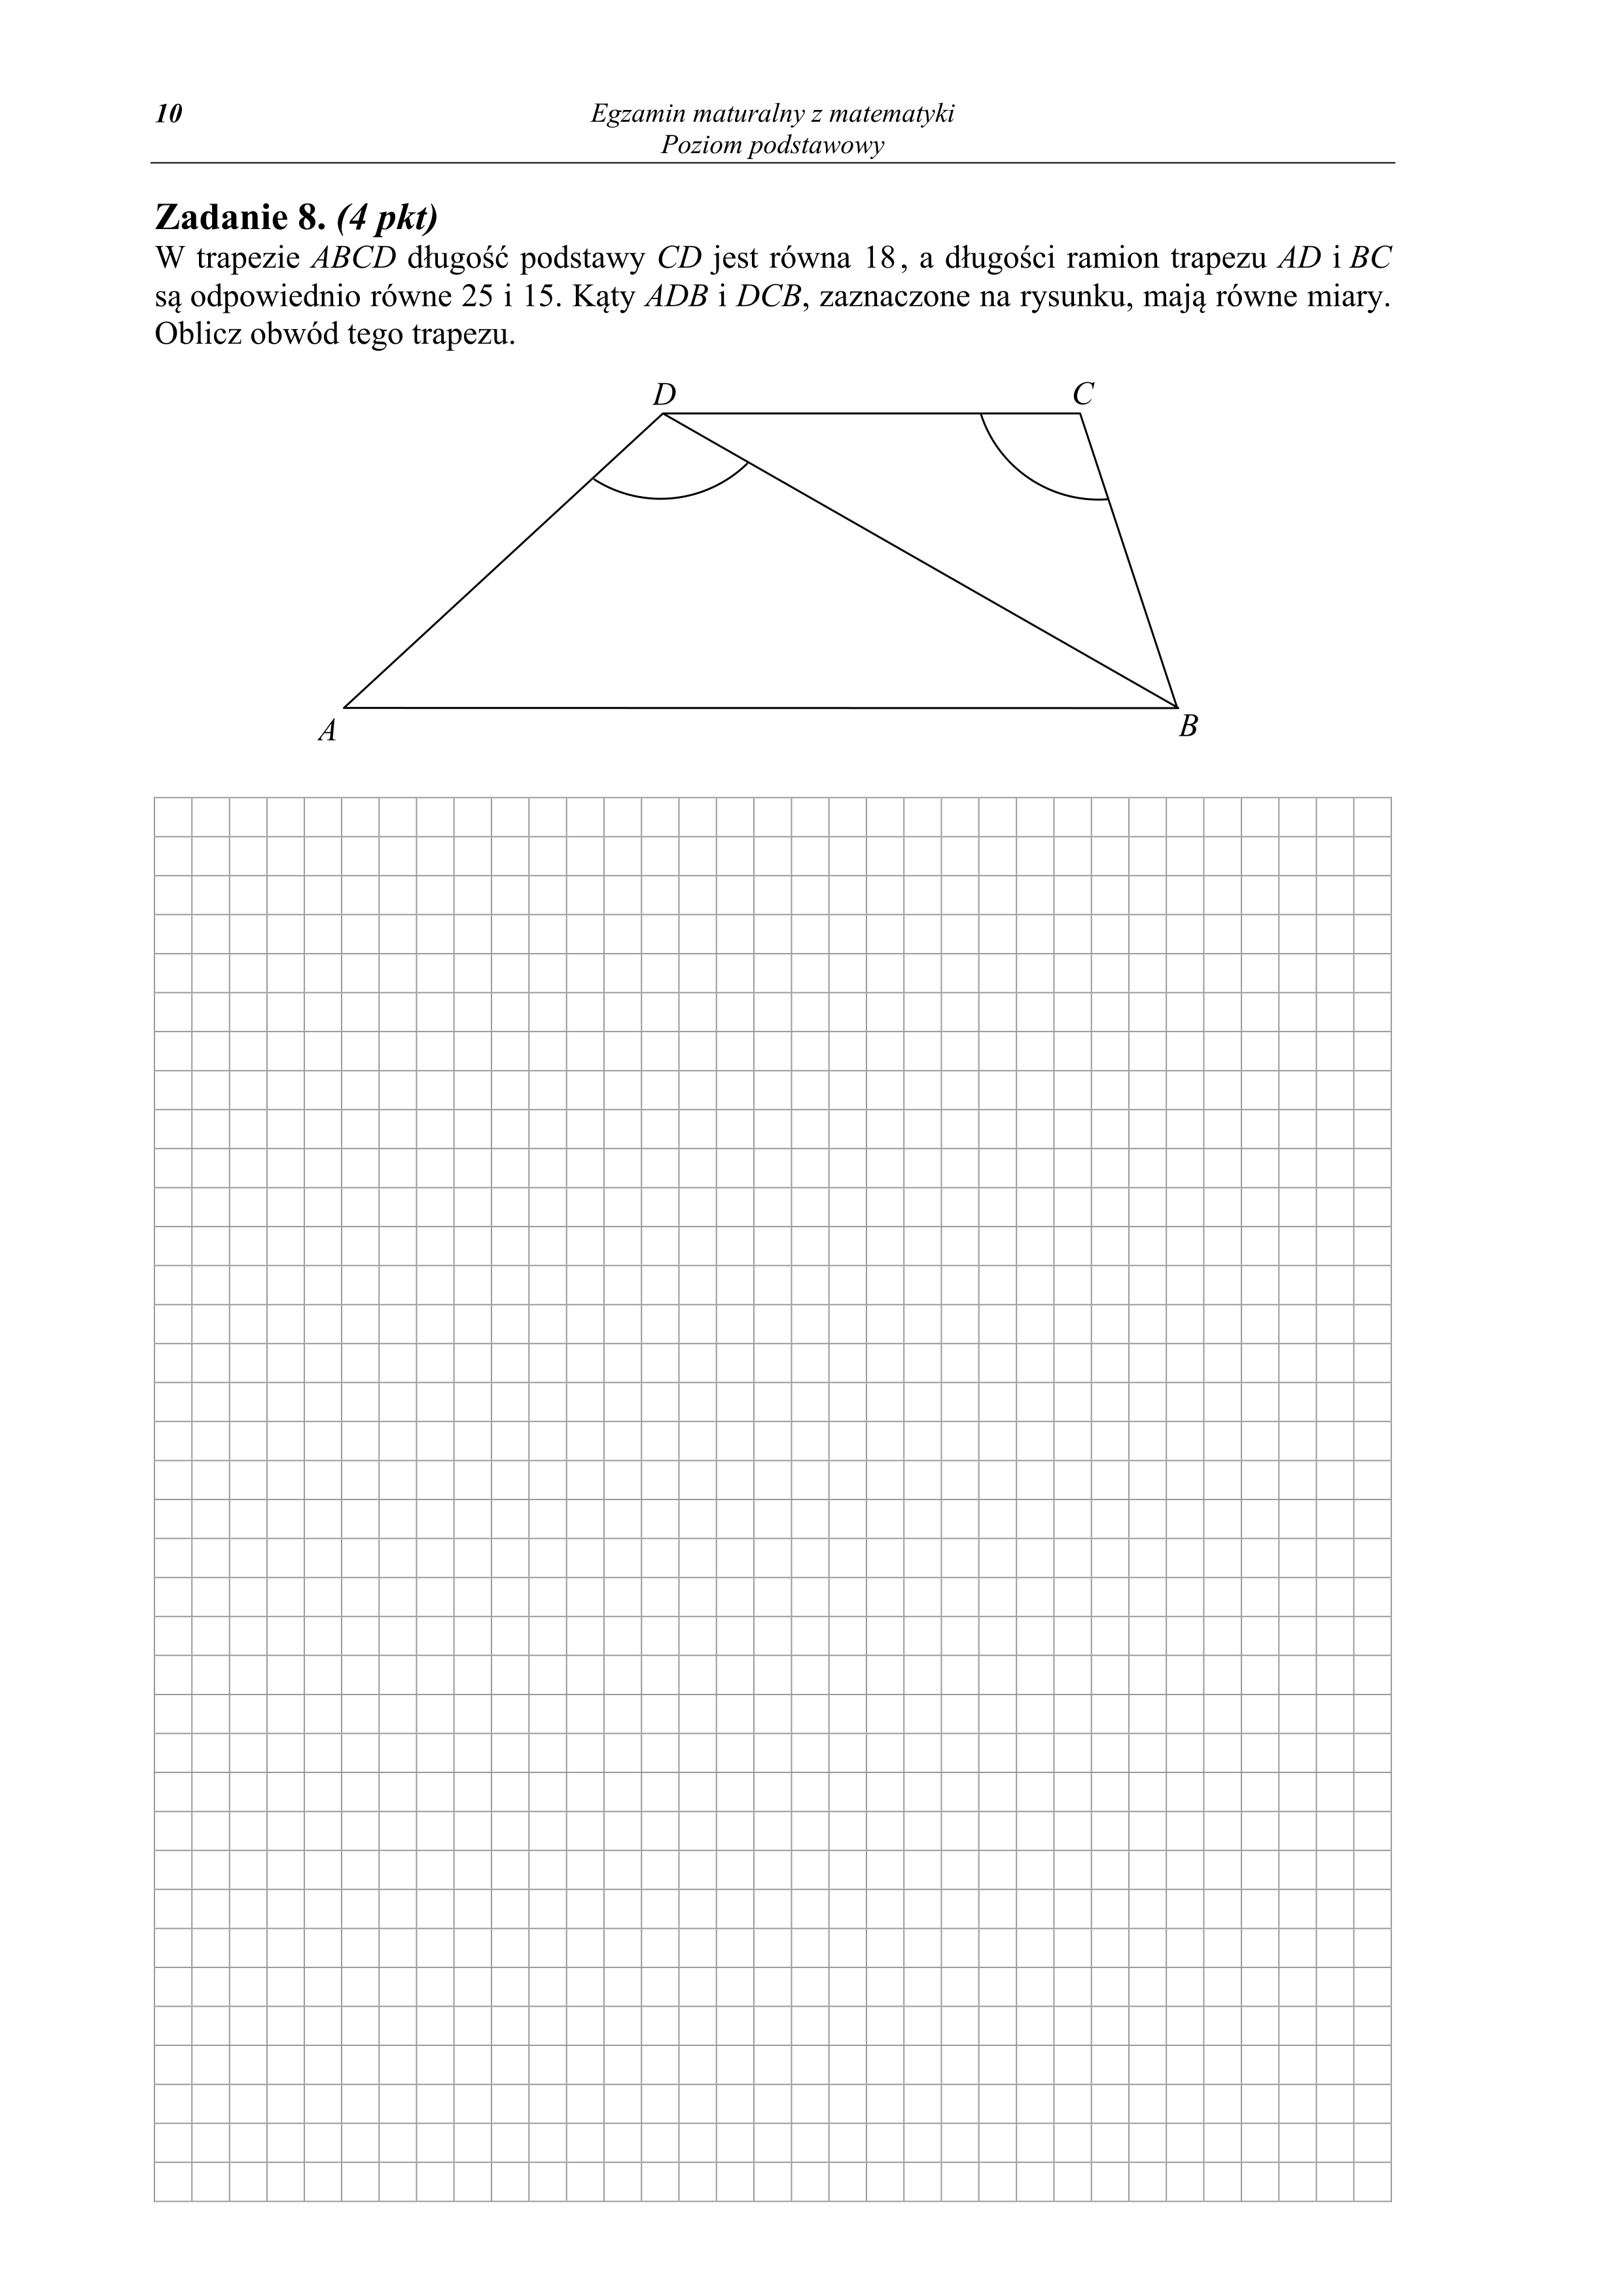 10
Egzamin maturalny z matematyki
Poziom podstawowy
Zadanie 8. (4 pkt)
W trapezie ABCD długość podstawy CD jest równa 18, a długości ramion trapezu AD i BC
są odpowiednio równe 25 i 15. Kąty ADB i DCB, zaznaczone na rysunku, mają równe miary.
Oblicz obwód tego trapezu.
D C
A B